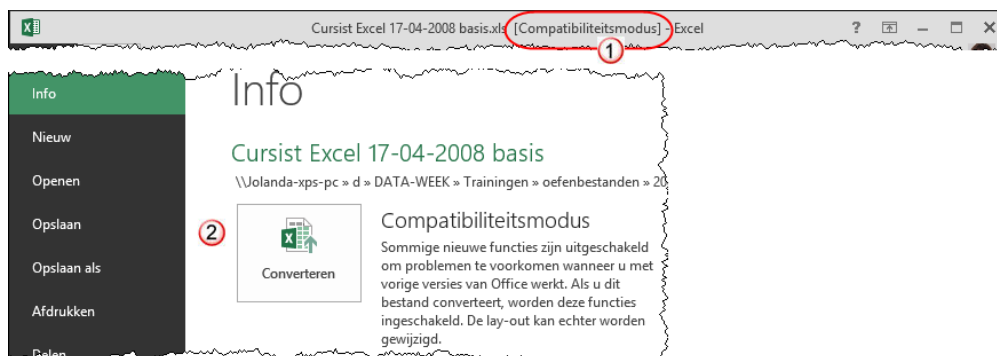 Cursist Excel 17-04-2008 basis.xls [Compatibiliteitsmodus] - Excel ?
1
Info
Nieuw
Openen
Opslaan
Opslaan als
Afdrukken
Delen
Info
Cursist Excel 17-04-2008 basis
\\Jolanda-xps-pc » d » DATA-WEEK » Trainingen » oefenbestanden » 20
2
Converteren
Compatibiliteitsmodus
Sommige nieuwe functies zijn uitgeschakeld
om problemen te voorkomen wanneer u met
vorige versies van Office werkt. Als u dit
bestand converteert, worden deze functies
ingeschakeld. De lay-out kan echter worden
gewijzigd.